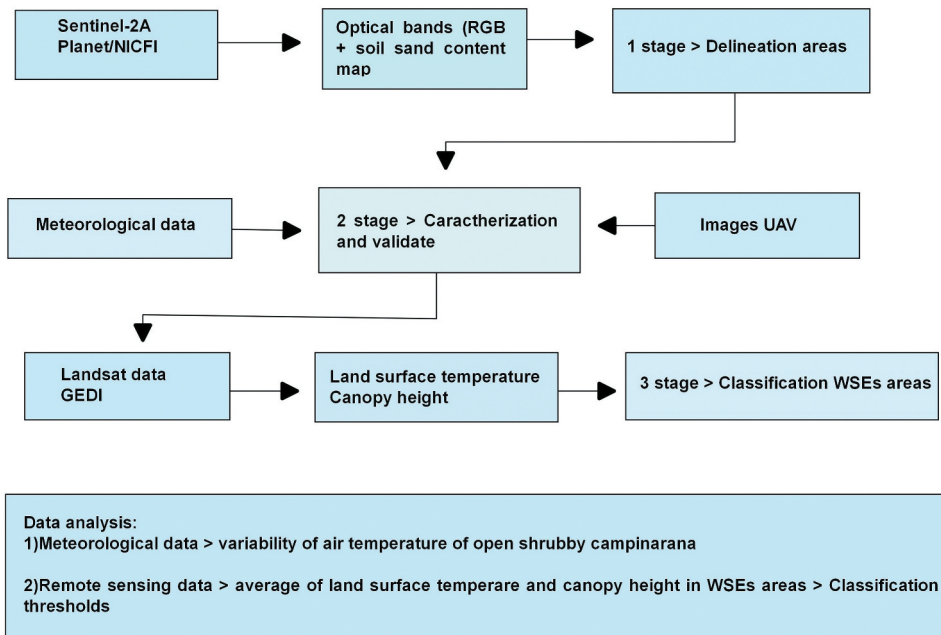 Sentinel-2A
Planet/NICFI
Optical bands (RGB
+ soil sand content
map
1 stage > Delineation areas
Meteorological data
2 stage > Caractherization
and validate
Images UAV
Landsat data
GEDI
Land surface temperature
Canopy height
3 stage > Classification WSEs areas
Data analysis:
1)Meteorological data > variability of air temperature of open shrubby campinarana
2)Remote sensing data > average of land surface temperare and canopy height in WSEs areas > Classification
thresholds